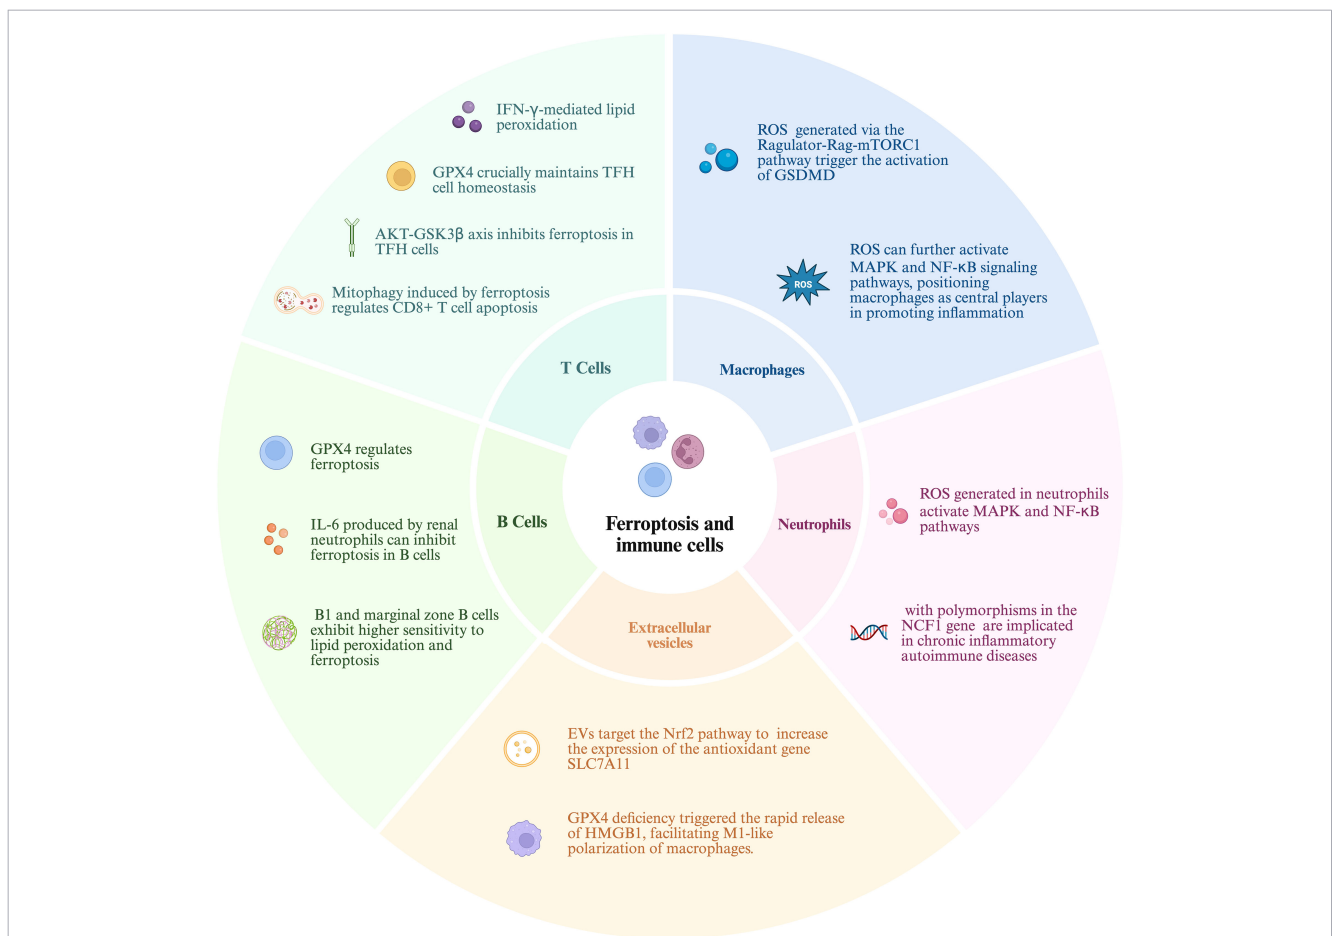 IFN-γ-mediated lipid
peroxidation
GPX4 crucially maintains TFH
cell homeostasis
AKT-GSK3β axis inhibits ferroptosis in
TFH cells
Mitophagy induced by ferroptosis
regulates CD8+ T cell apoptosis
T Cells
ROS generated via the
Ragulator-Rag-mTORC1
pathway trigger the activation
of GSDMD
ROS
ROS can further activate
MAPK and NF-κB signaling
pathways, positioning
macrophages as central players
in promoting inflammation
Macrophages
GPX4 regulates
ferroptosis
IL-6 produced by renal
neutrophils can inhibit
ferroptosis in B cells
B1 and marginal zone B cells
exhibit higher sensitivity to
lipid peroxidation and
ferroptosis
B Cells
Ferroptosis and
immune cells
Neutrophils
ROS generated in neutrophils
activate MAPK and NF-κB
pathways
with polymorphisms in the
NCF1 gene are implicated
in chronic inflammatory
autoimmune diseases
Extracellular
vesicles
EVs target the Nrf2 pathway to increase
the expression of the antioxidant gene
SLC7A11
GPX4 deficiency triggered the rapid release
of HMGB1, facilitating M1-like
polarization of macrophages.